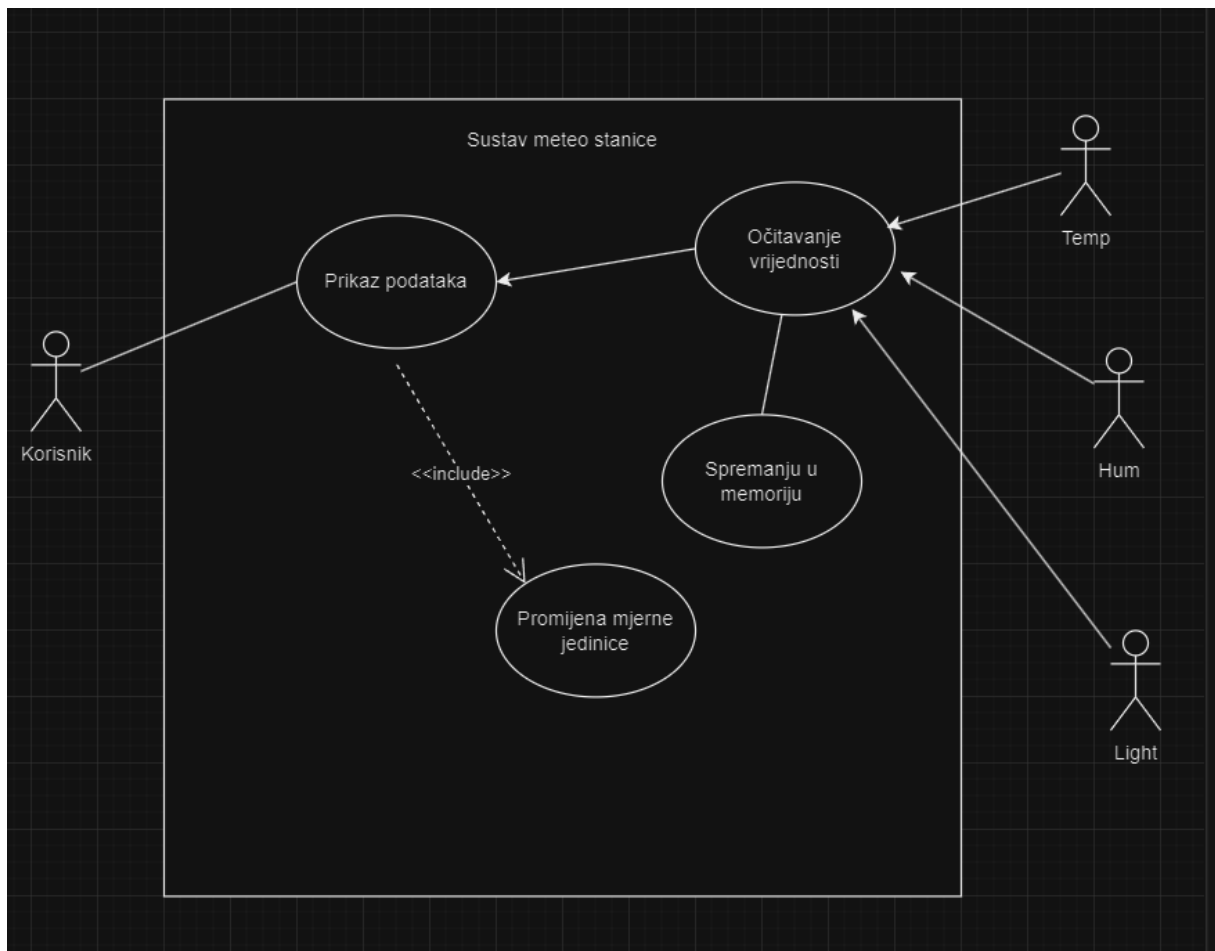 Sustav meteo stanice
Temp
Očitavanje
vrijednosti
Prikaz podataka
Korisnik
Hum
<<include>>
Spremanju u
memoriju
Promijena mjerne
jedinice
Light